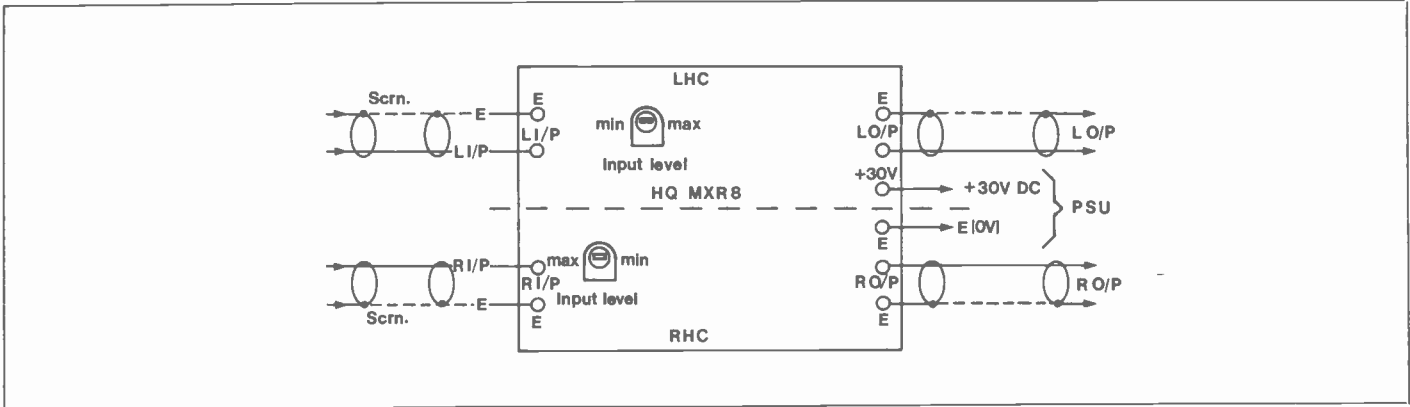 LHC
Scrn.
E
E
L I/P
L I/P
min
max
Input level
HQ MXR8
E
L O/P
L O/P
+30V
+30V DC
PSU
E [0V]
E
R I/P
R I/P
max
min
Input level
E
E
Scrn.
R O/P
R O/P
E
RHC